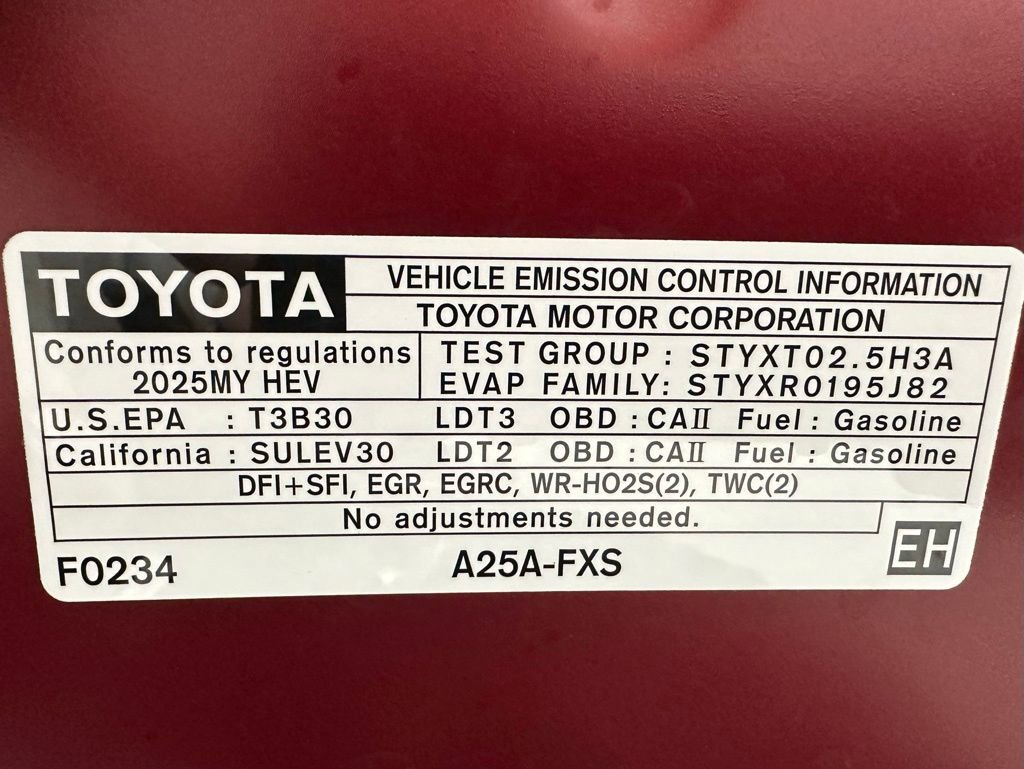 TOYOTA
VEHICLE EMISSION CONTROL INFORMATION
TOYOTA MOTOR CORPORATION
Conforms to regulations
2025MY HEV
TEST GROUP : STYXT02.5H3A
EVAP FAMILY: STYXR0195J82
U.S.EPA : T3B30 LDT3 OBD : CAⅡ Fuel : Gasoline
California : SULEV30 LDT2 OBD : CAⅡ Fuel : Gasoline
DFI+SFI, EGR, EGRC, WR-HO2S(2), TWC(2)
No adjustments needed.
F0234 A25A-FXS EH